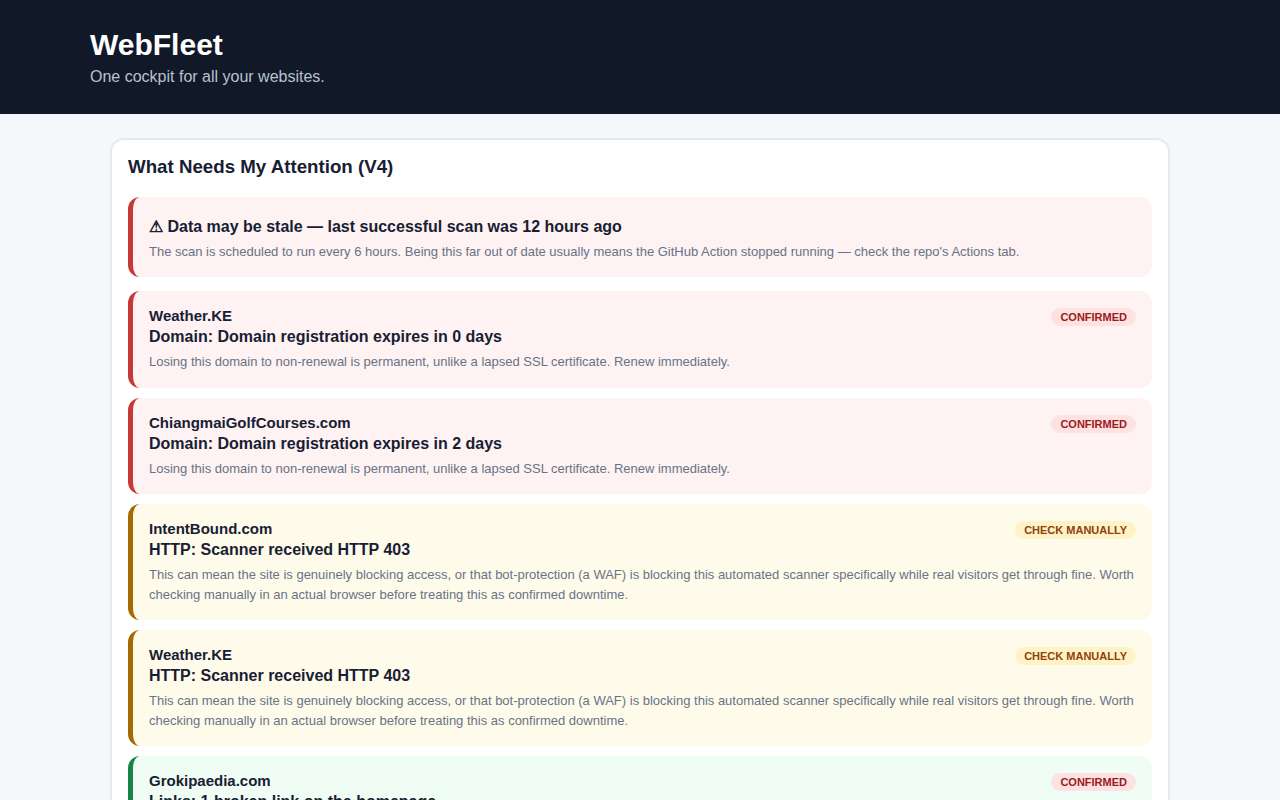 WebFleet
One cockpit for all your websites.
What Needs My Attention (V4)
⚠ Data may be stale — last successful scan was 12 hours ago
The scan is scheduled to run every 6 hours. Being this far out of date usually means the GitHub Action stopped running — check the repo's Actions tab.
Weather.KE
CONFIRMED
Domain: Domain registration expires in 0 days
Losing this domain to non-renewal is permanent, unlike a lapsed SSL certificate. Renew immediately.
ChiangmaiGolfCourses.com
CONFIRMED
Domain: Domain registration expires in 2 days
Losing this domain to non-renewal is permanent, unlike a lapsed SSL certificate. Renew immediately.
IntentBound.com
CHECK MANUALLY
HTTP: Scanner received HTTP 403
This can mean the site is genuinely blocking access, or that bot-protection (a WAF) is blocking this automated scanner specifically while real visitors get through fine. Worth
checking manually in an actual browser before treating this as confirmed downtime.
Weather.KE
CHECK MANUALLY
HTTP: Scanner received HTTP 403
This can mean the site is genuinely blocking access, or that bot-protection (a WAF) is blocking this automated scanner specifically while real visitors get through fine. Worth
checking manually in an actual browser before treating this as confirmed downtime.
Grokipaedia.com
CONFIRMED
Links: 1 broken link on the homepage